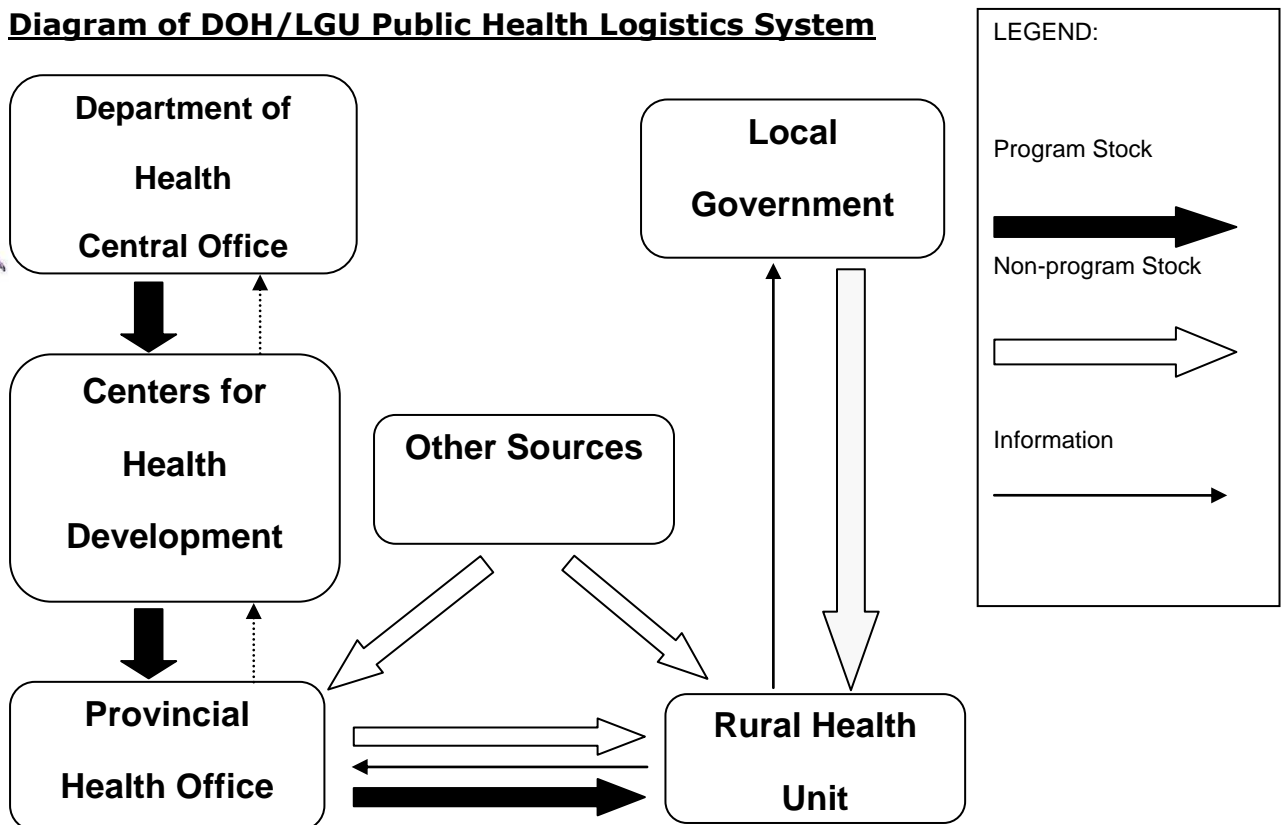 Diagram of DOH/LGU Public Health Logistics System
LEGEND:
Program Stock
Non-program Stock
Information
Department of
Health
Central Office
Local
Government
Centers for
Health
Development
Other Sources
Provincial
Health Office
Rural Health
Unit